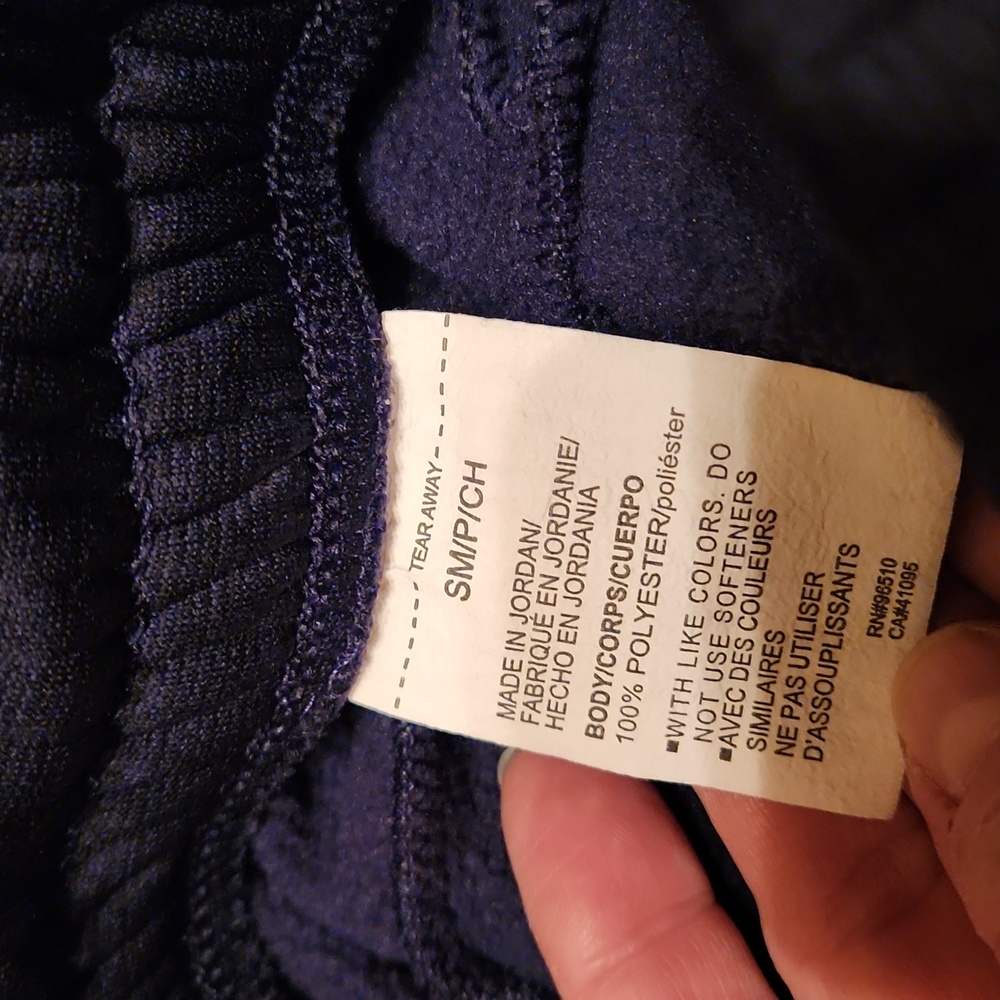 TEAR AWAY
SM/P/CH
MADE IN JORDAN/
FABRIQUÉ EN JORDANIE/
HECHO EN JORDANIA
BODY/CORPS/CUERPO
100% POLYESTER/poliéster
▪WITH LIKE COLORS. DO
NOT USE SOFTENERS
▪AVEC DES COULEURS
SIMILAIRES
NE PAS UTILISER
D'ASSOUPLISSANTS
RN#96510
CA#41095